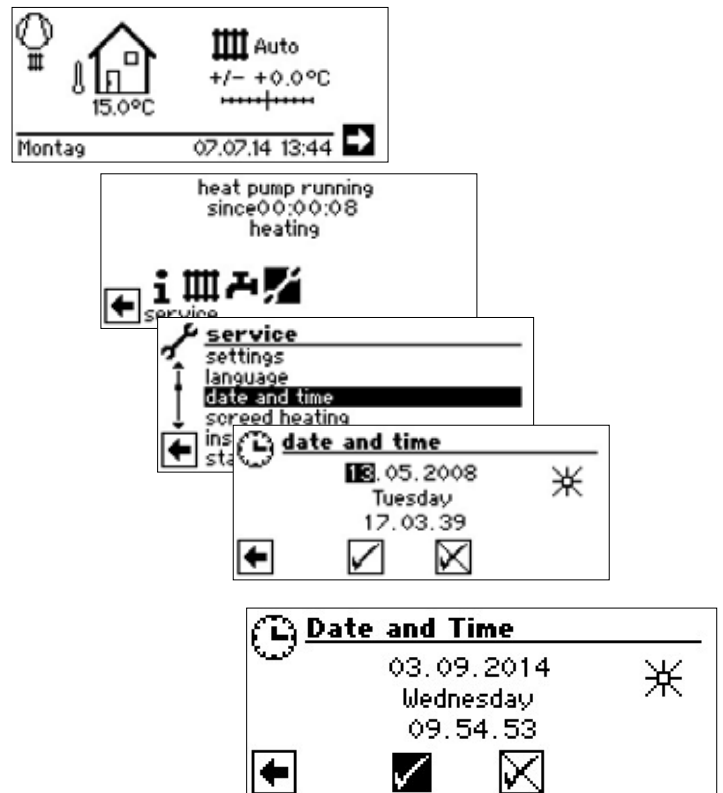 Auto
+/- +0.0°C
15.0°C
Montag 07.07.14 13:44
heat pump running
since00:00:08
heating
service
service
settings
language
date and time
screed heating
date and time
13.05.2008
Tuesday
17.03.39
Date and Time
03.09.2014
Wednesday
09.54.53